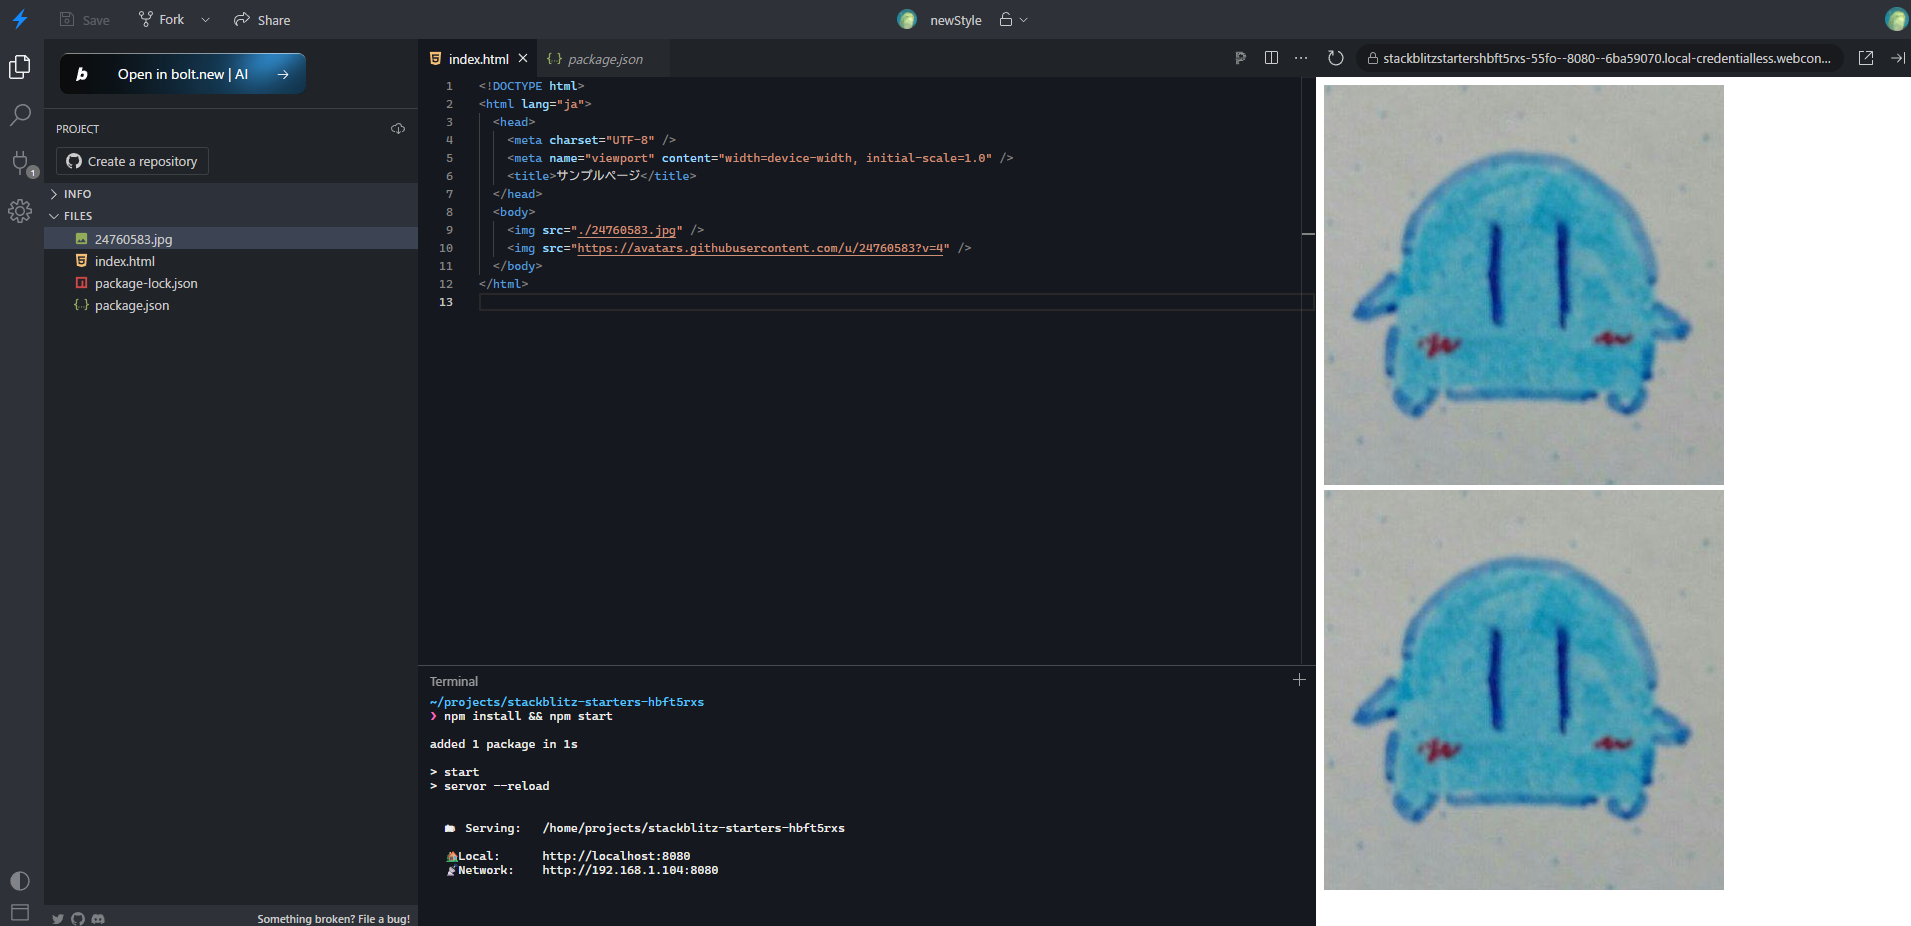 Save
Fork
Share
newStyle
b Open in bolt.new | AI →
PROJECT
Create a repository
1
INFO
FILES
24760583.jpg
index.html
package-lock.json
{..} package.json
Something broken? File a bug!
index.html
{..} package.json
stackblitzstartershbft5rxs-55fo--8080--6ba59070.local-credentialless.webcon...
1 <!DOCTYPE html>
2 <html lang="ja">
3 <head>
4 <meta charset="UTF-8" />
5 <meta name="viewport" content="width=device-width, initial-scale=1.0" />
6 <title>サンプルページ</title>
7 </head>
8 <body>
9 <img src="./24760583.jpg" />
10 <img src="https://avatars.githubusercontent.com/u/24760583?v=4" />
11 </body>
12 </html>
13
Terminal
~/projects/stackblitz-starters-hbft5rxs
❯ npm install && npm start
added 1 package in 1s
> start
> servor --reload
Serving: /home/projects/stackblitz-starters-hbft5rxs
Local: http://localhost:8080
Network: http://192.168.1.104:8080